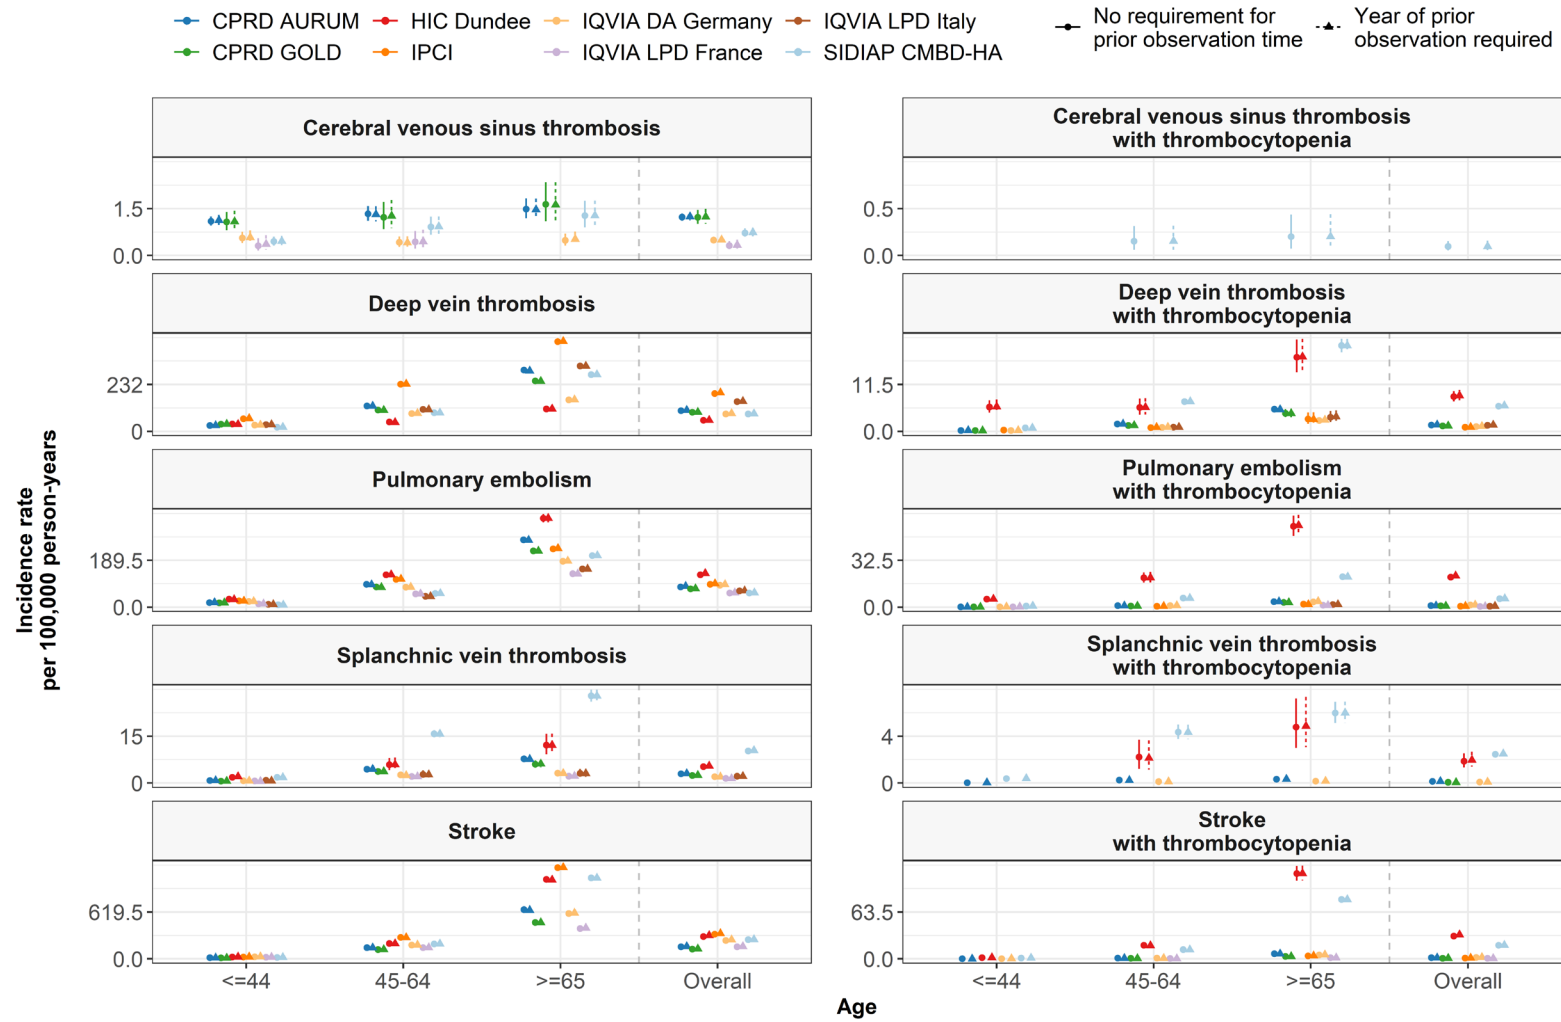 CPRD AURUM
HIC Dundee
IQVIA DA Germany
IQVIA LPD Italy
CPRD GOLD
IPCI
IQVIA LPD France
SIDIAP CMBD-HA
No requirement for
prior observation time
Year of prior
observation required
Incidence rate
per 100,000 person-years
Cerebral venous sinus thrombosis
1.5
0.0
Cerebral venous sinus thrombosis
with thrombocytopenia
0.5
0.0
Deep vein thrombosis
232
0
Deep vein thrombosis
with thrombocytopenia
11.5
0.0
Pulmonary embolism
189.5
0.0
Pulmonary embolism
with thrombocytopenia
32.5
0.0
Splanchnic vein thrombosis
15
0
Splanchnic vein thrombosis
with thrombocytopenia
4
0
Stroke
619.5
0.0
Stroke
with thrombocytopenia
63.5
0.0
<=44
45-64
>=65
Overall
<=44
45-64
>=65
Overall
Age